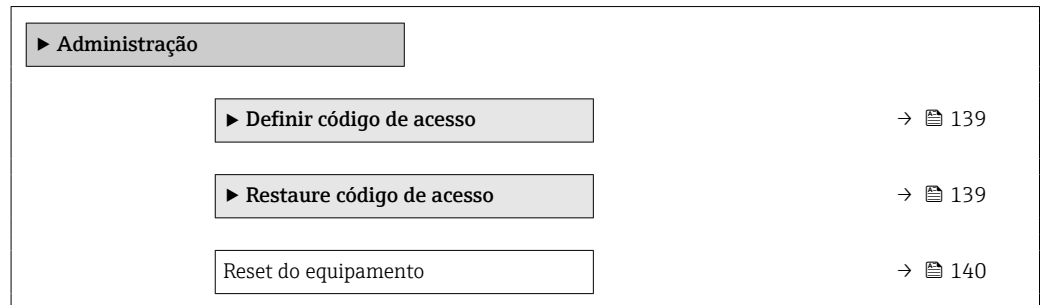 ▶ Administração
▶ Definir código de acesso → 139
▶ Restaure código de acesso → 139
Reset do equipamento → 140